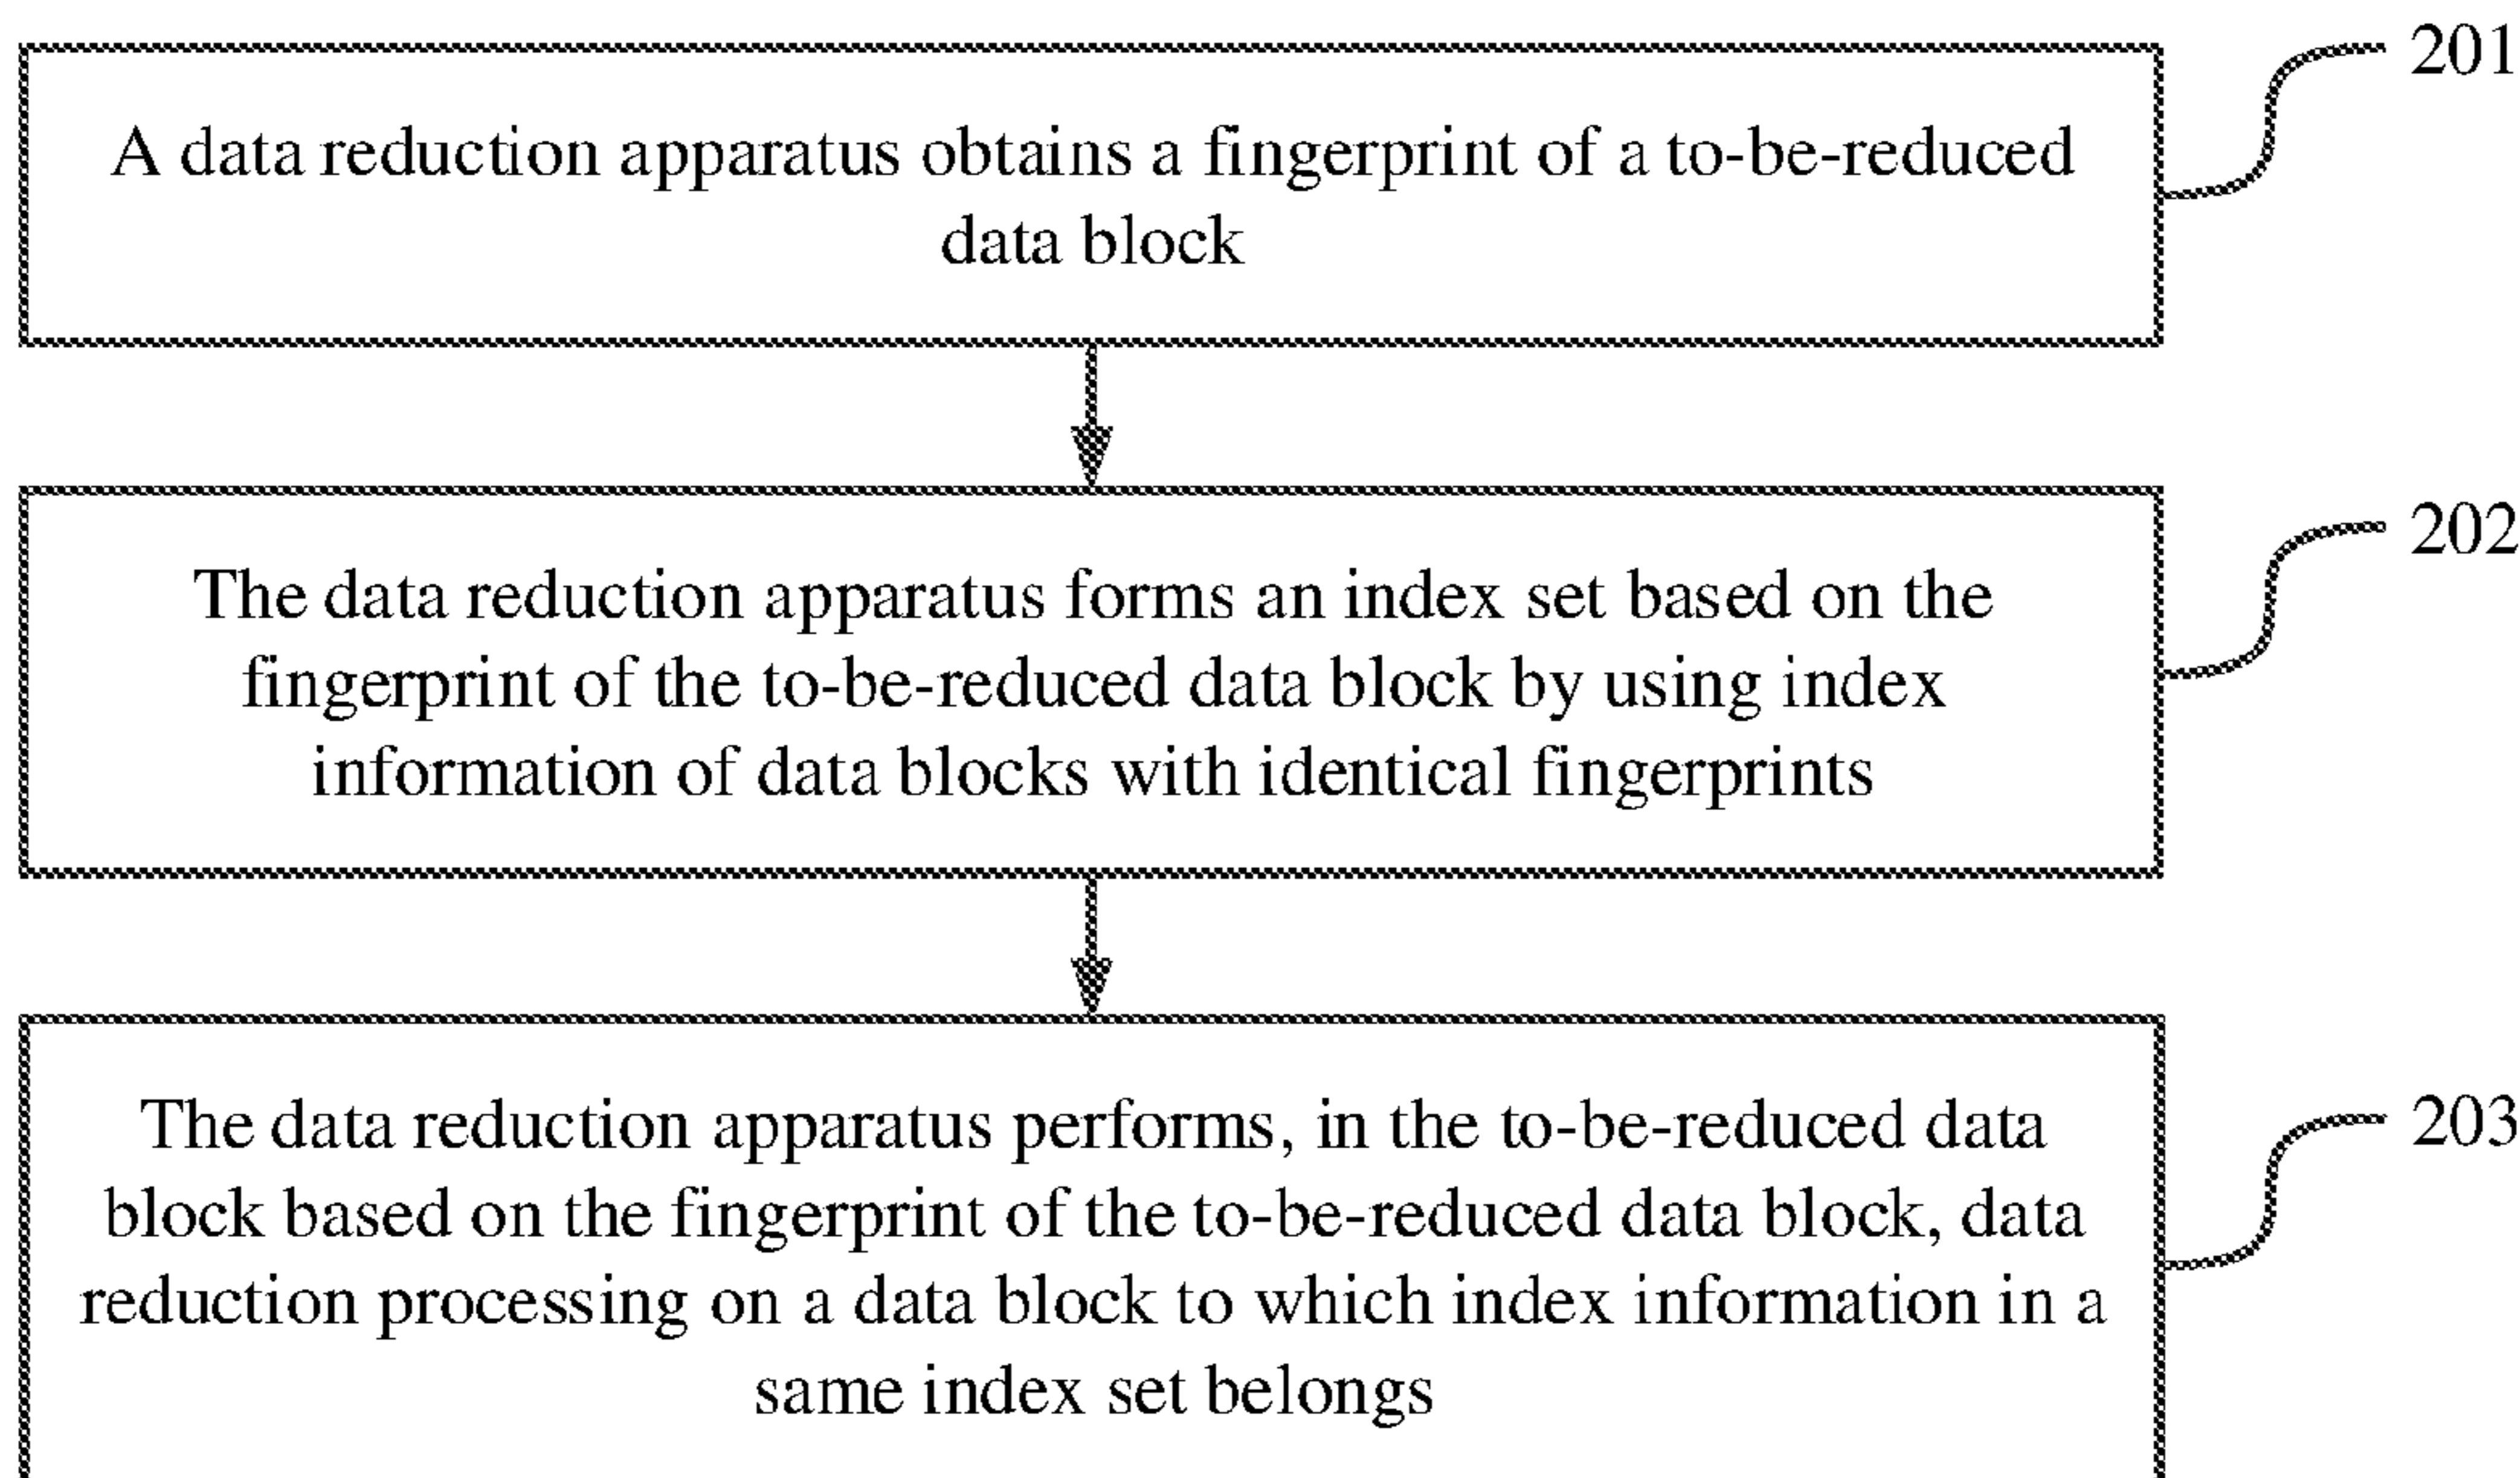 201
A data reduction apparatus obtains a fingerprint of a to-be-reduced
data block
202
The data reduction apparatus forms an index set based on the
fingerprint of the to-be-reduced data block by using index
information of data blocks with identical fingerprints
203
The data reduction apparatus performs, in the to-be-reduced data
block based on the fingerprint of the to-be-reduced data block, data
reduction processing on a data block to which index information in a
same index set belongs